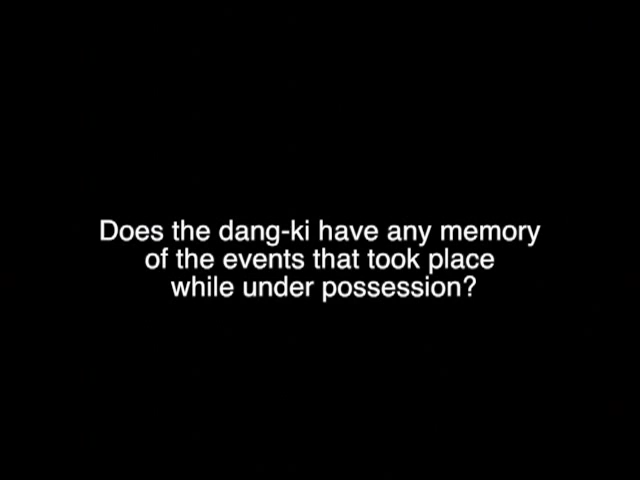 Does the dang-ki have any memory
of the events that took place
while under possession?